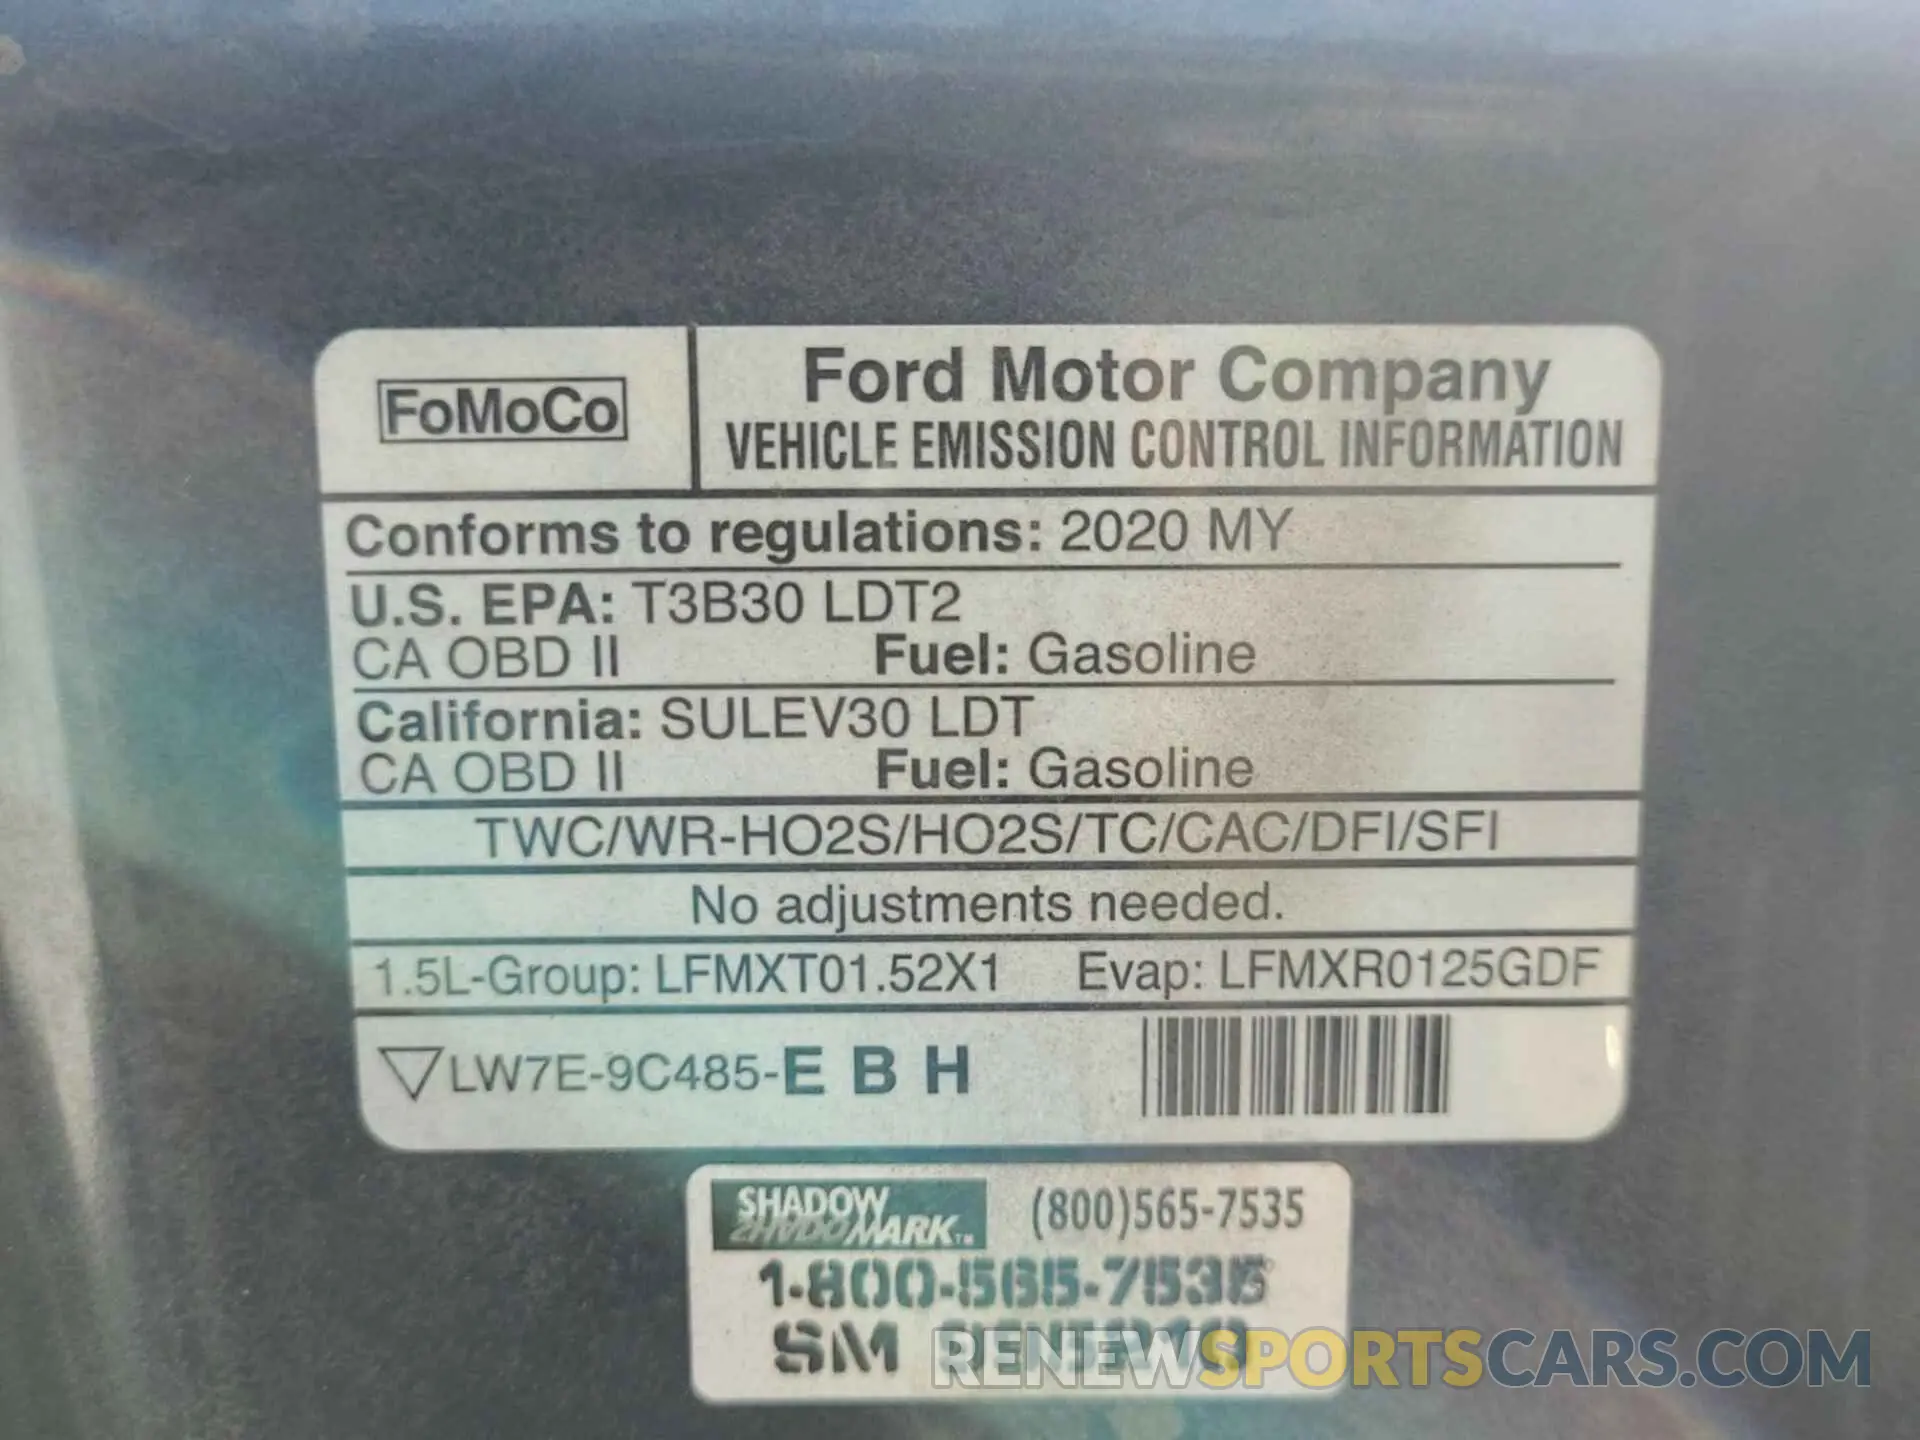 FoMoCo
Ford Motor Company
VEHICLE EMISSION CONTROL INFORMATION
Conforms to regulations: 2020 MY
U.S. EPA: T3B30 LDT2
CA OBD II Fuel: Gasoline
California: SULEV30 LDT
CA OBD II Fuel: Gasoline
TWC/WR-HO2S/HO2S/TC/CAC/DFI/SFI
No adjustments needed.
1.5L-Group: LFMXT01.52X1 Evap: LFMXR0125GDF
LW7E-9C485-E B H
SHADOW
MARK™
(800)565-7535
1-800-565-7535
SM
RENEWSPORTSCARS.COM